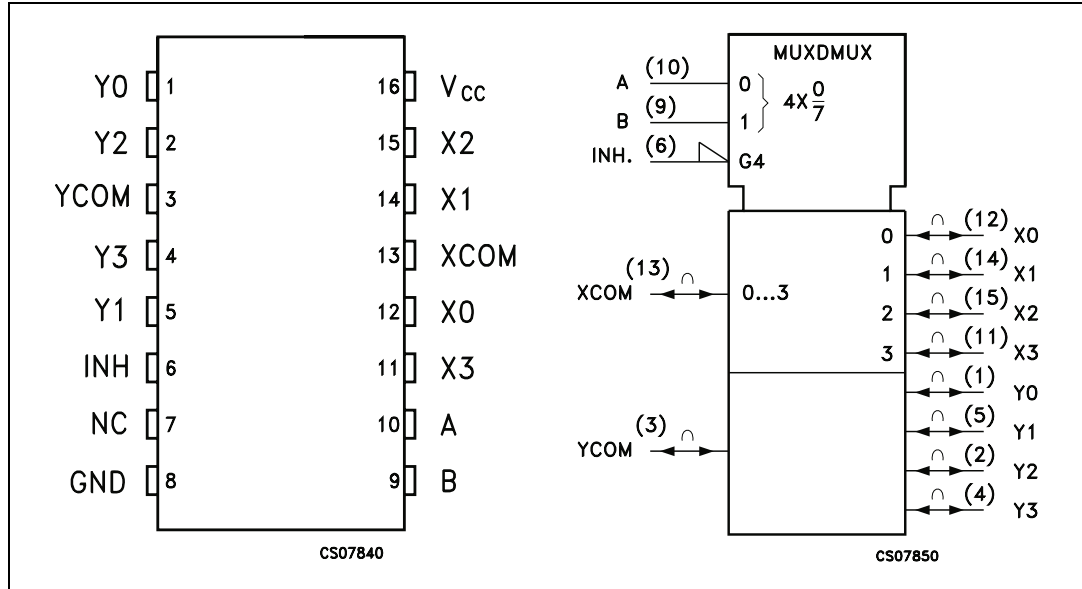 Y0 1 16 VCC
Y2 2 15 X2
YCOM 3 14 X1
Y3 4 13 XCOM
Y1 5 12 X0
INH 6 11 X3
NC 7 10 A
GND 8 9 B
CS07840
MUXDMUX
A (10) 0
B (9) 1
4X 0/7
INH. (6) G4
XCOM (13) ∩ 0...3
0 ∩ (12) X0
1 ∩ (14) X1
2 ∩ (15) X2
3 ∩ (11) X3
YCOM (3) ∩
∩ (1) Y0
∩ (5) Y1
∩ (2) Y2
∩ (4) Y3
CS07850